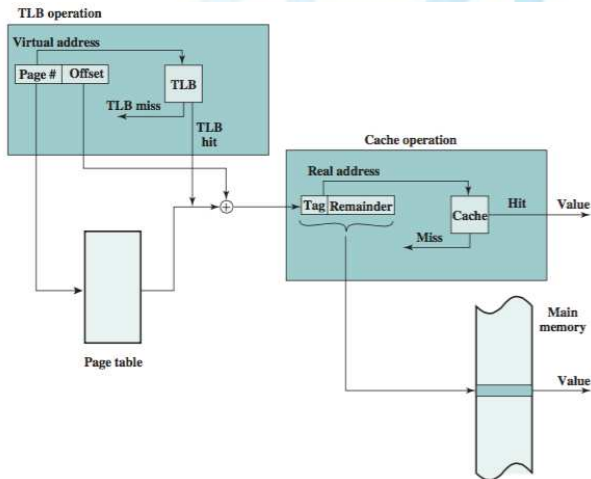 TLB operation
Virtual address
Page # Offset
TLB
TLB miss
TLB
hit
Cache operation
Real address
Tag Remainder
Cache
Hit
Value
Miss
Page table
Main
memory
Value